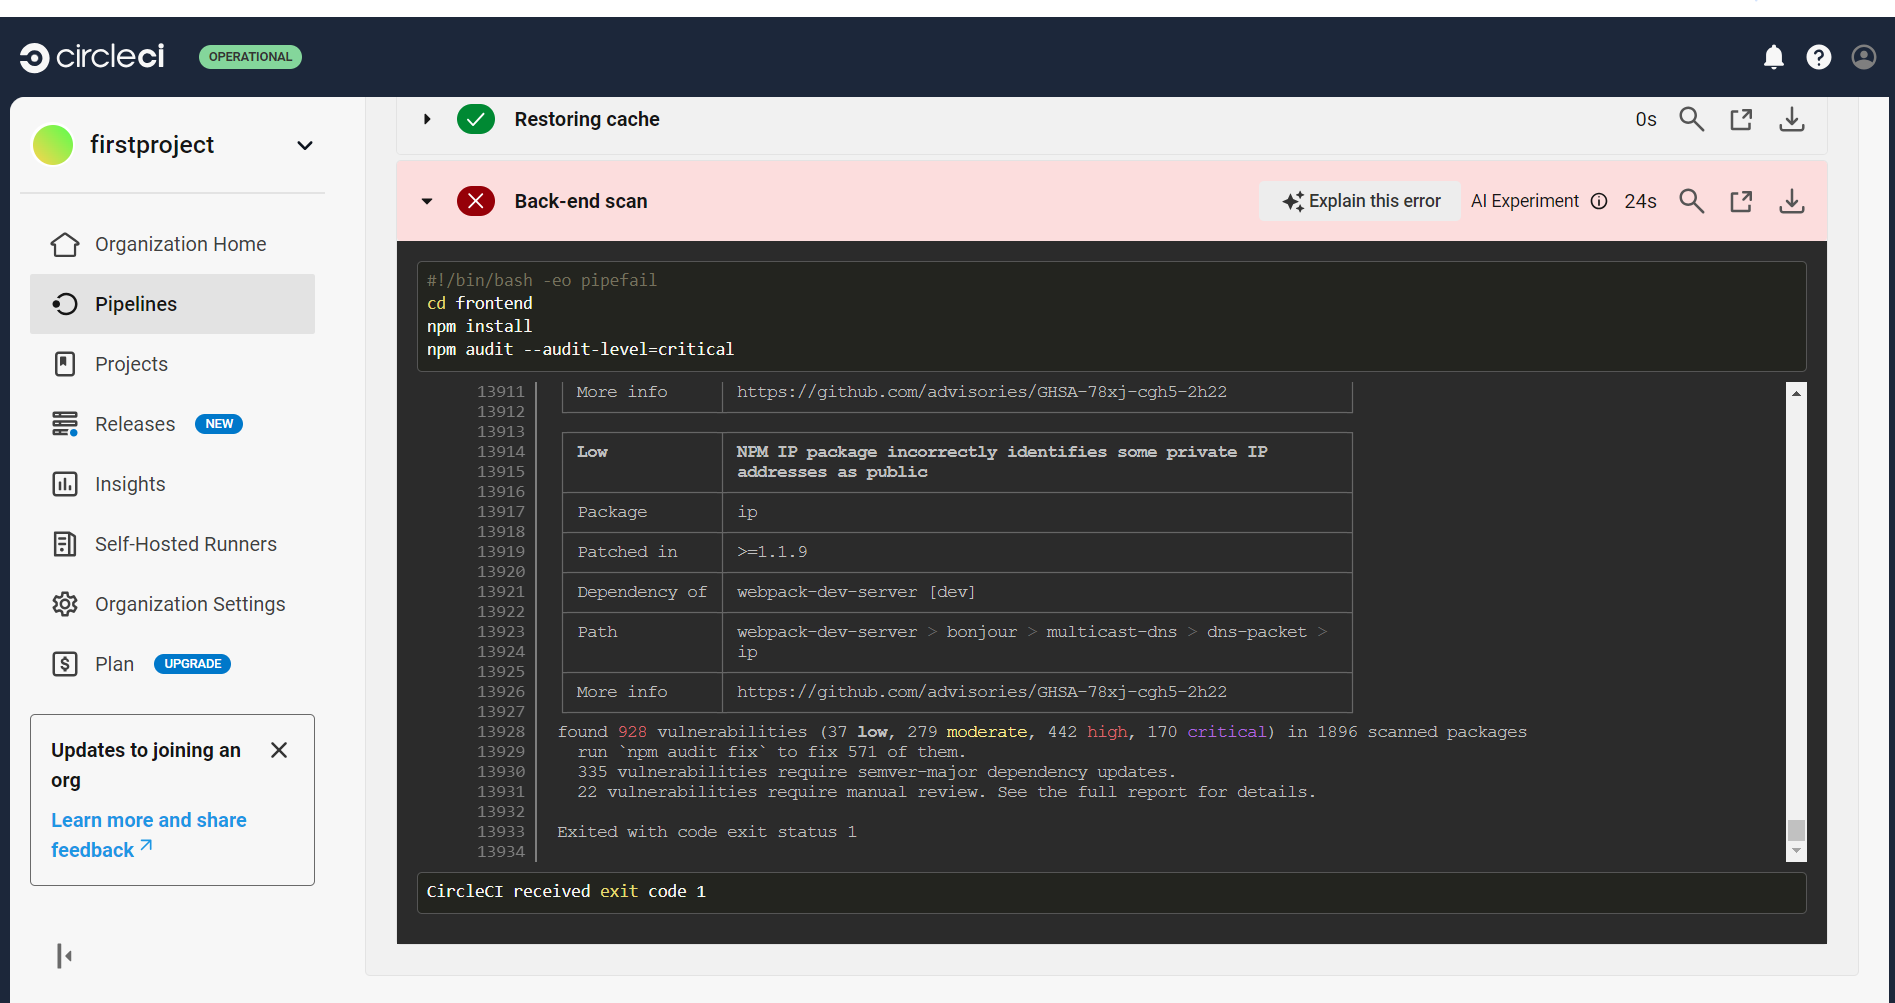 circleci
OPERATIONAL
firstproject
Organization Home
Pipelines
Projects
Releases NEW
Insights
Self-Hosted Runners
Organization Settings
Plan UPGRADE
Updates to joining an
org
Learn more and share
feedback
Restoring cache 0s
Back-end scan Explain this error AI Experiment 24s
#!/bin/bash -eo pipefail
cd frontend
npm install
npm audit --audit-level=critical
13911 More info https://github.com/advisories/GHSA-78xj-cgh5-2h22
13912
13913
13914 Low NPM IP package incorrectly identifies some private IP
13915 addresses as public
13916
13917 Package ip
13918
13919 Patched in >=1.1.9
13920
13921 Dependency of webpack-dev-server [dev]
13922
13923 Path webpack-dev-server > bonjour > multicast-dns > dns-packet >
13924 ip
13925
13926 More info https://github.com/advisories/GHSA-78xj-cgh5-2h22
13927
13928 found 928 vulnerabilities (37 low, 279 moderate, 442 high, 170 critical) in 1896 scanned packages
13929 run `npm audit fix` to fix 571 of them.
13930 335 vulnerabilities require semver-major dependency updates.
13931 22 vulnerabilities require manual review. See the full report for details.
13932
13933 Exited with code exit status 1
13934
CircleCI received exit code 1